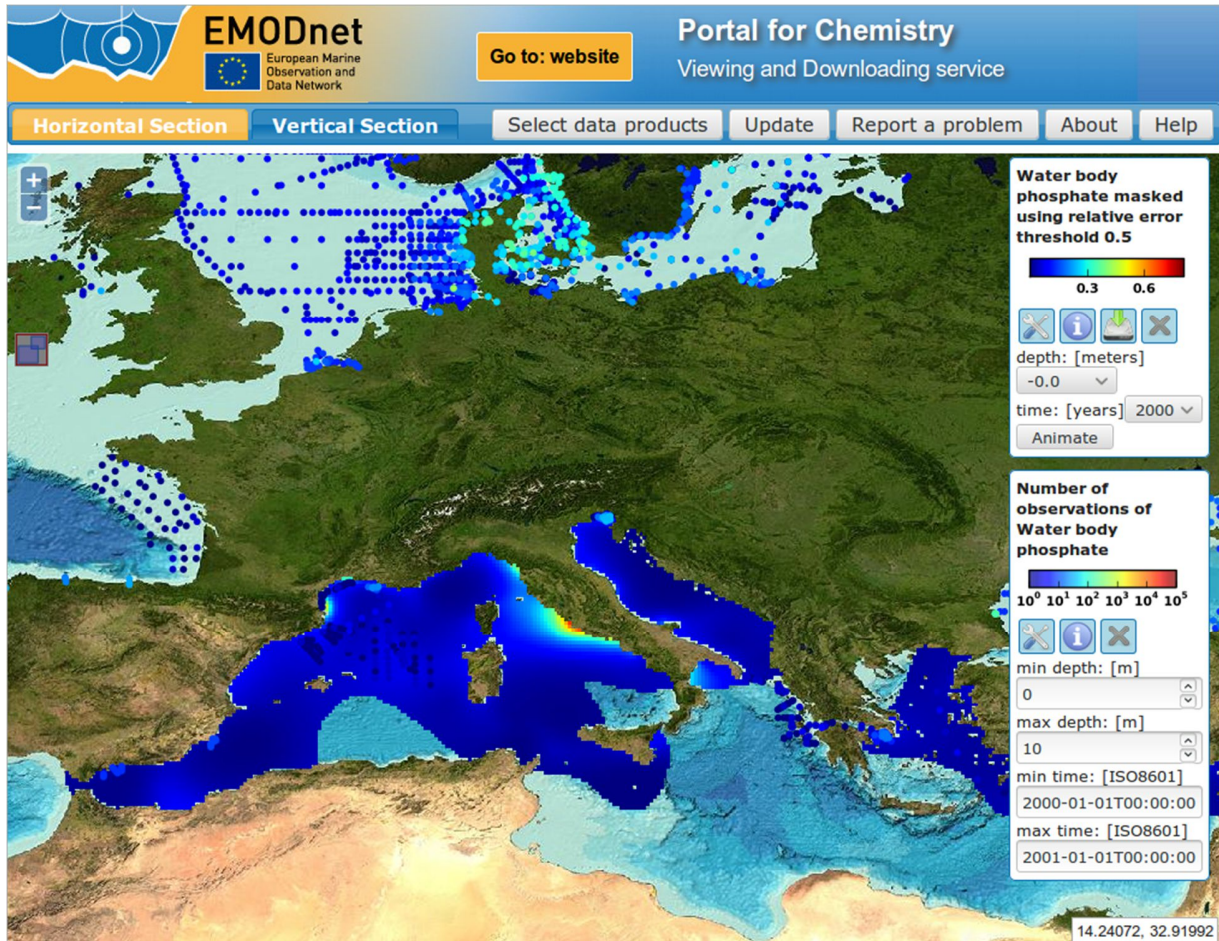 EMODnet
European Marine
Observation and
Data Network
Go to: website
Portal for Chemistry
Viewing and Downloading service
Horizontal Section
Vertical Section
Select data products
Update
Report a problem
About
Help
+
−
Water body
phosphate masked
using relative error
threshold 0.5
0.3 0.6
depth: [meters]
-0.0
time: [years] 2000
Animate
Number of
observations of
Water body
phosphate
10⁰ 10¹ 10² 10³ 10⁴ 10⁵
min depth: [m]
0
max depth: [m]
10
min time: [ISO8601]
2000-01-01T00:00:00
max time: [ISO8601]
2001-01-01T00:00:00
14.24072, 32.91992